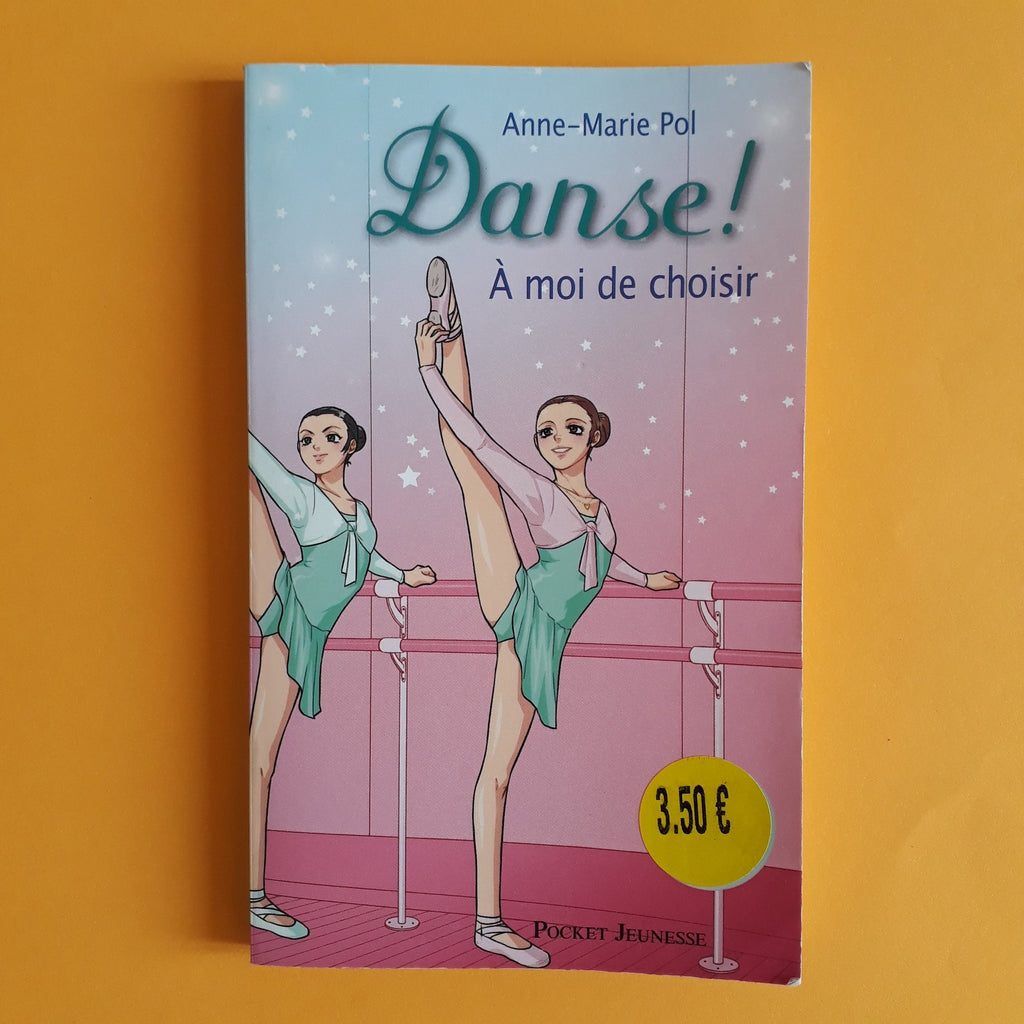 Anne-Marie Pol
Danse!
À moi de choisir
3.50 €
POCKET JEUNESSE